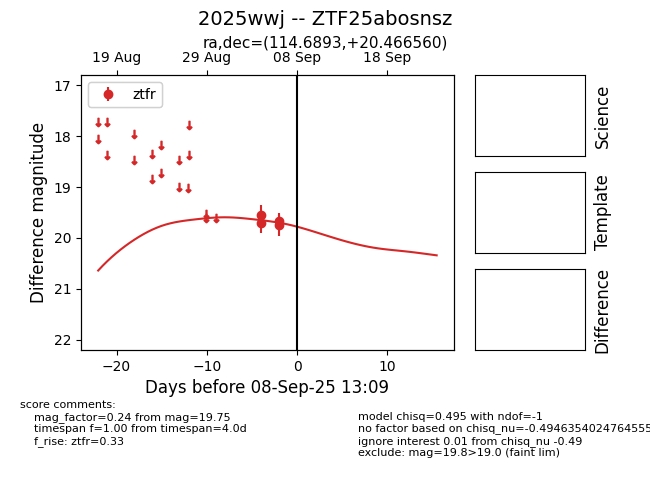 2025wwj -- ZTF25abosnsz
ra,dec=(114.6893,+20.466560)
19 Aug 29 Aug 08 Sep 18 Sep
ztfr
17
18
19
20
21
22
Difference magnitude
−20 −10 0 10
Days before 08-Sep-25 13:09
Science
Template
Difference
score comments:
mag_factor=0.24 from mag=19.75
timespan f=1.00 from timespan=4.0d
f_rise: ztfr=0.33
model chisq=0.495 with ndof=-1
no factor based on chisq_nu=-0.4946354024764555
ignore interest 0.01 from chisq_nu -0.49
exclude: mag=19.8>19.0 (faint lim)